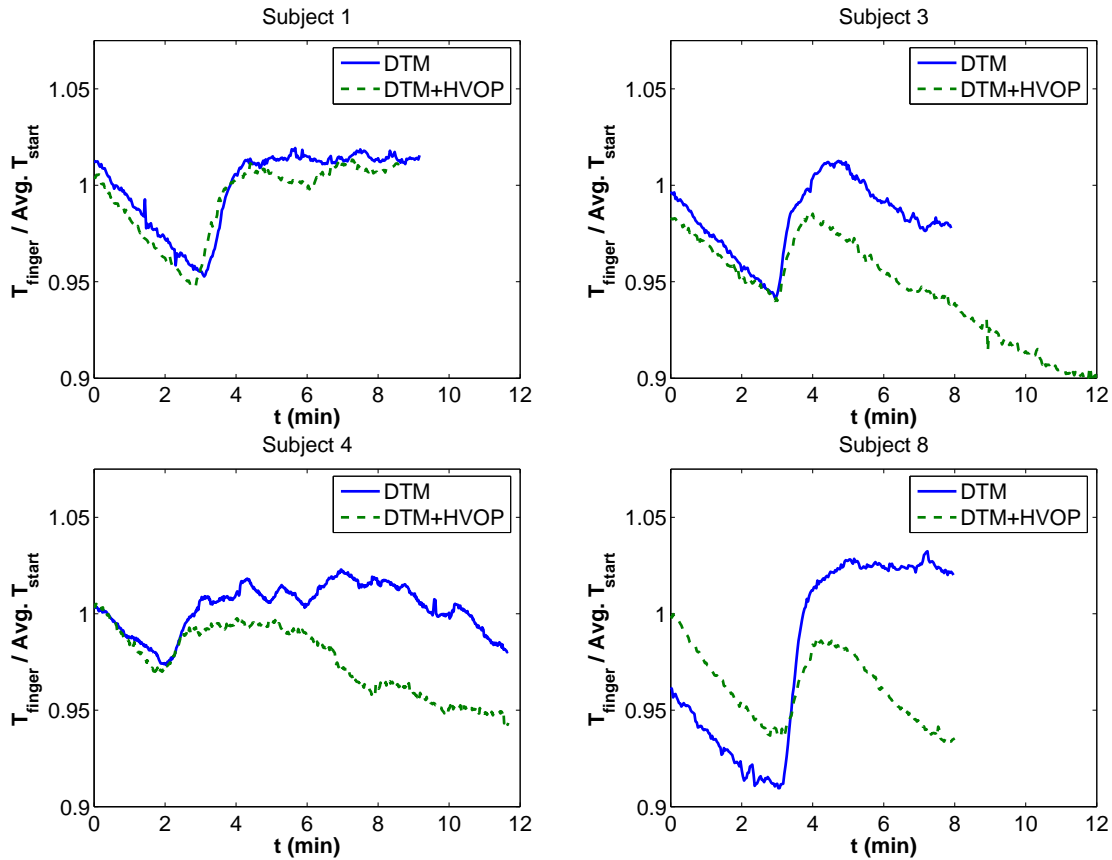 Subject 1
DTM
DTM+HVOP
1.05
1
0.95
0.9
T_finger / Avg. T_start
0 2 4 6 8 10 12
t (min)
Subject 3
DTM
DTM+HVOP
1.05
1
0.95
0.9
T_finger / Avg. T_start
0 2 4 6 8 10 12
t (min)
Subject 4
DTM
DTM+HVOP
1.05
1
0.95
0.9
T_finger / Avg. T_start
0 2 4 6 8 10 12
t (min)
Subject 8
DTM
DTM+HVOP
1.05
1
0.95
0.9
T_finger / Avg. T_start
0 2 4 6 8 10 12
t (min)